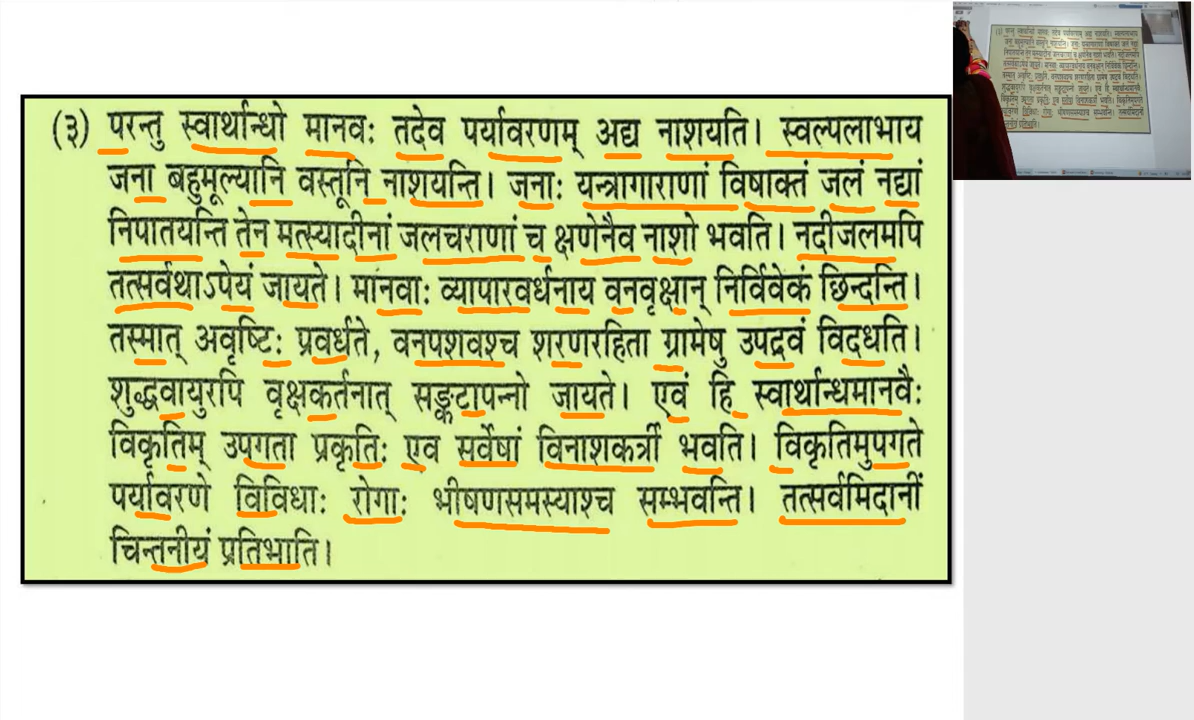 (३) परन्तु स्वार्थान्धो मानवः तदेव पर्यावरणम् अद्य नाशयति। स्वल्पलाभाय
जना बहुमूल्यानि वस्तूनि नाशयन्ति। जनाः यन्त्रागाराणां विषाक्तं जलं नद्यां
निपातयन्ति तेन मत्स्यादीनां जलचराणां च क्षणेनैव नाशो भवति। नदीजलमपि
तत्सर्वथाऽपेयं जायते। मानवाः व्यापारवर्धनाय वनवृक्षान् निर्विवेकं छिन्दन्ति।
तस्मात् अवृष्टिः प्रवर्धते, वनपशवश्च शरणरहिता ग्रामेषु उपद्रवं विदधति।
शुद्धवायुरपि वृक्षकर्तनात् सङ्कटापन्नो जायते। एवं हि स्वार्थान्धमानवैः
विकृतिम् उपगता प्रकृतिः एव सर्वेषां विनाशकर्त्री भवति। विकृतिमुपगते
पर्यावरणे विविधाः रोगाः भीषणसमस्याश्च सम्भवन्ति। तत्सर्वमिदानीं
चिन्तनीयं प्रतिभाति।